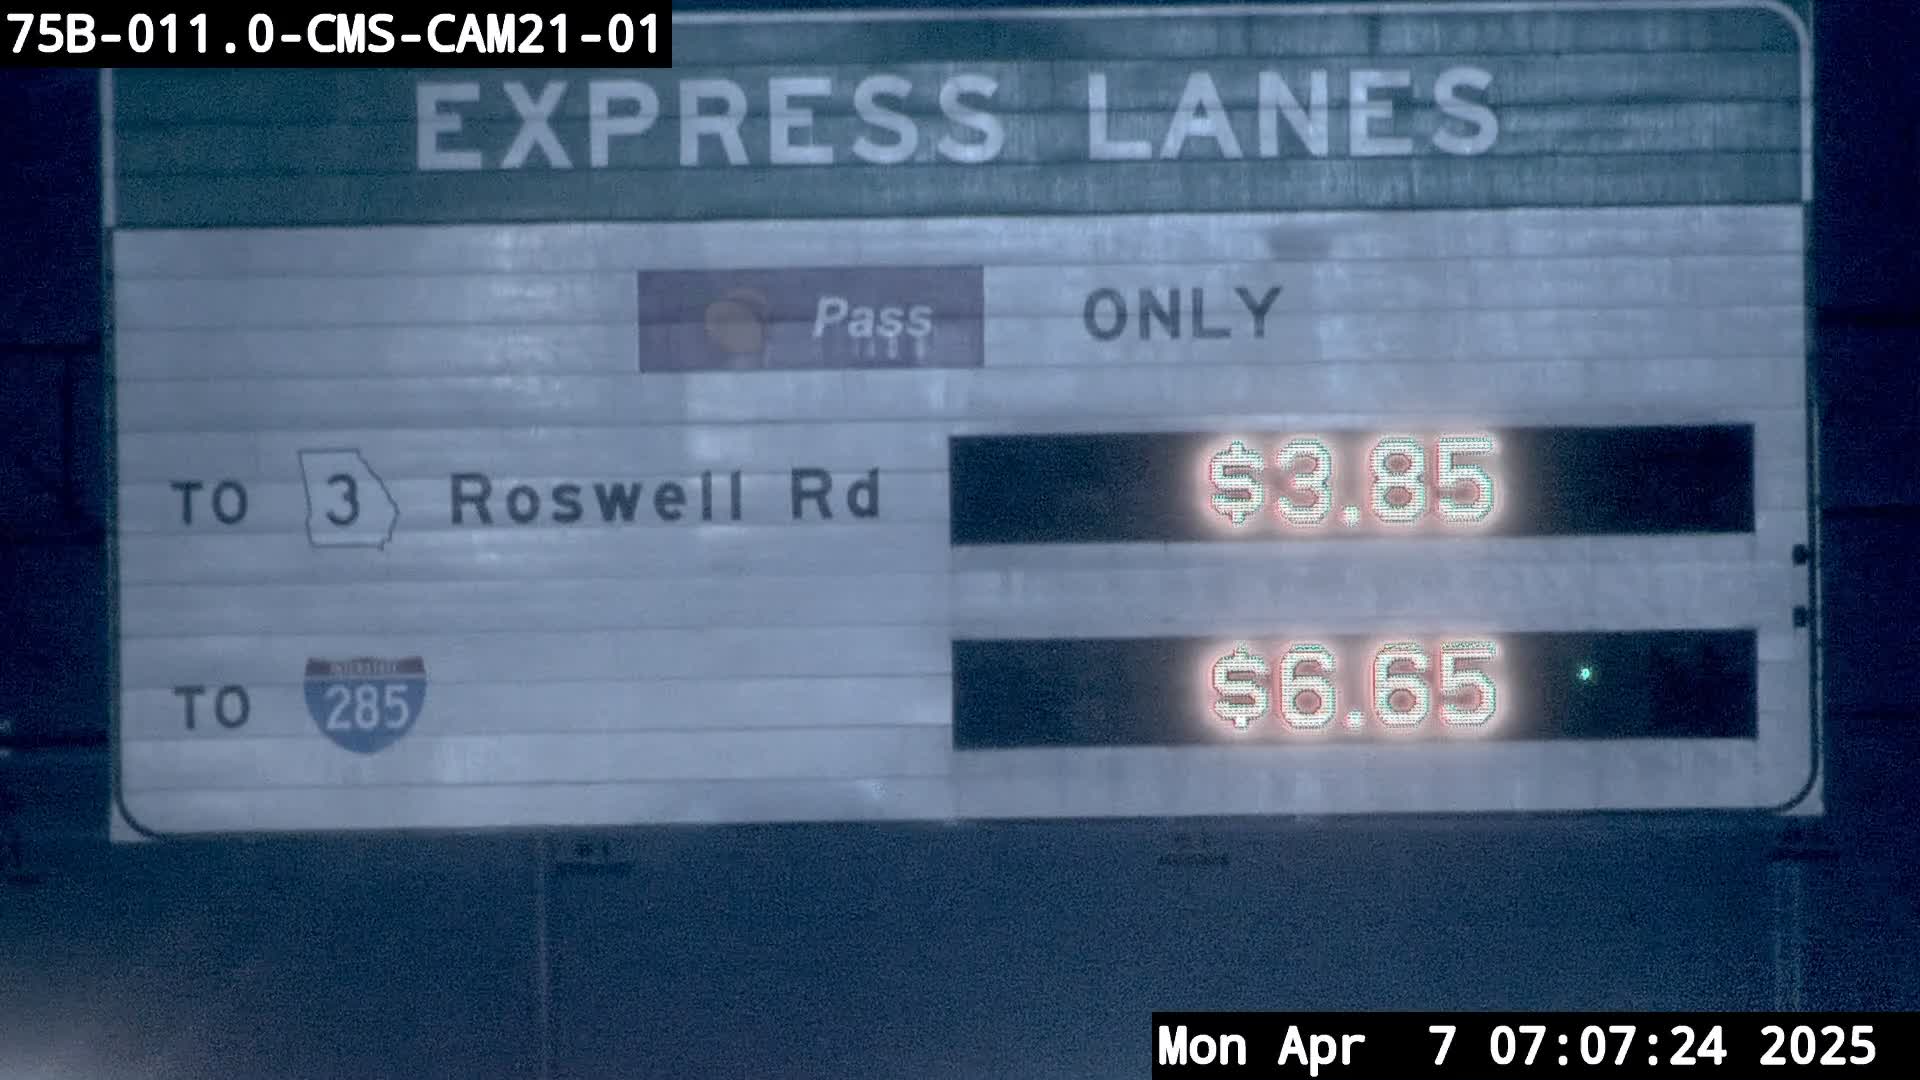 75B-011.0-CMS-CAM21-01
EXPRESS LANES
Pass ONLY
TO 3 Roswell Rd $3.85
INTERSTATE
TO 285 $6.65
Mon Apr 7 07:07:24 2025